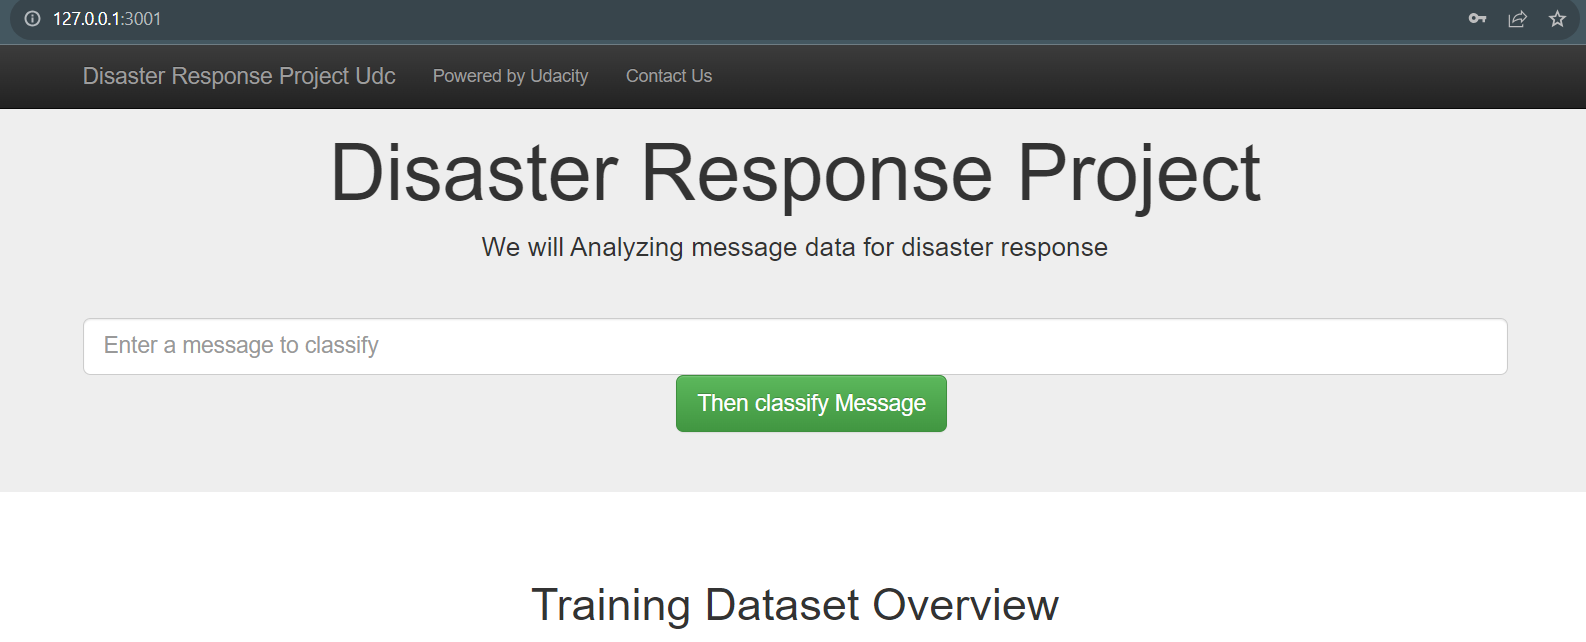 127.0.0.1:3001
Disaster Response Project Udc Powered by Udacity Contact Us
Disaster Response Project
We will Analyzing message data for disaster response
Enter a message to classify
Then classify Message
Training Dataset Overview